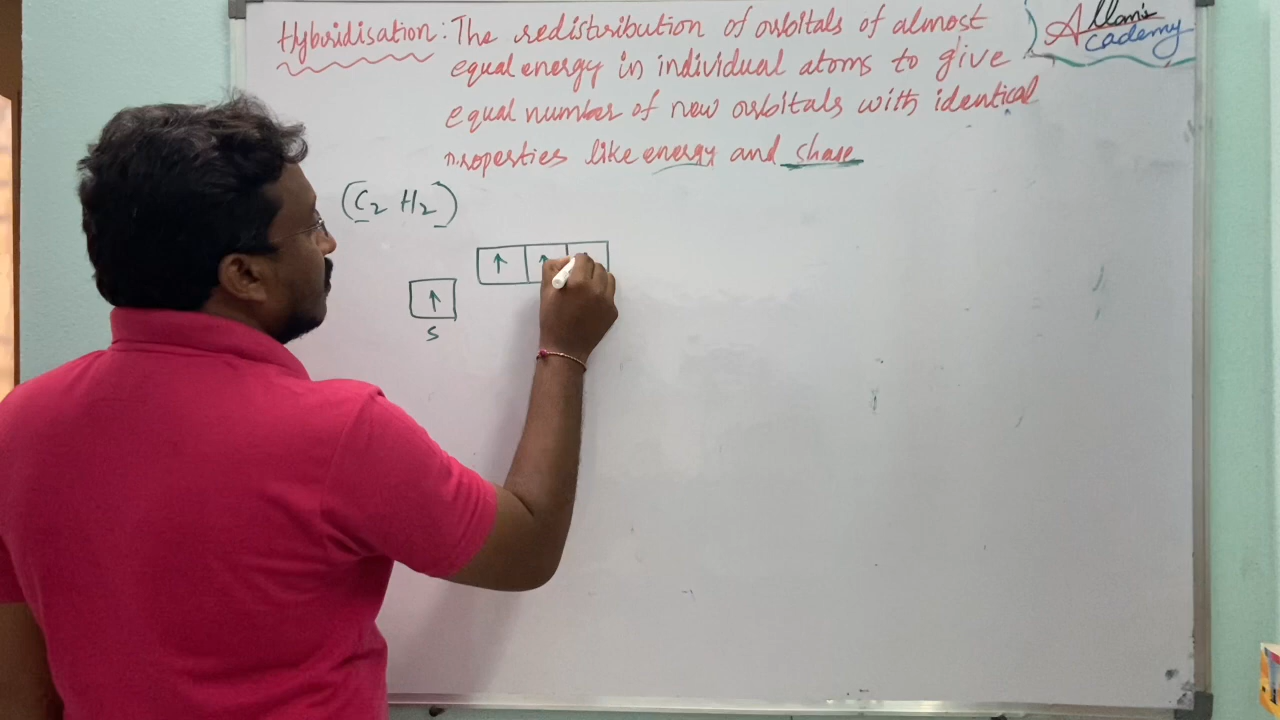 Hybridisation : The redistribution of orbitals of almost
equal energy in individual atoms to give
equal number of new orbitals with identical
properties like energy and shape
Allam's
Academy
(C2 H2)
↑ ↑
↑
S